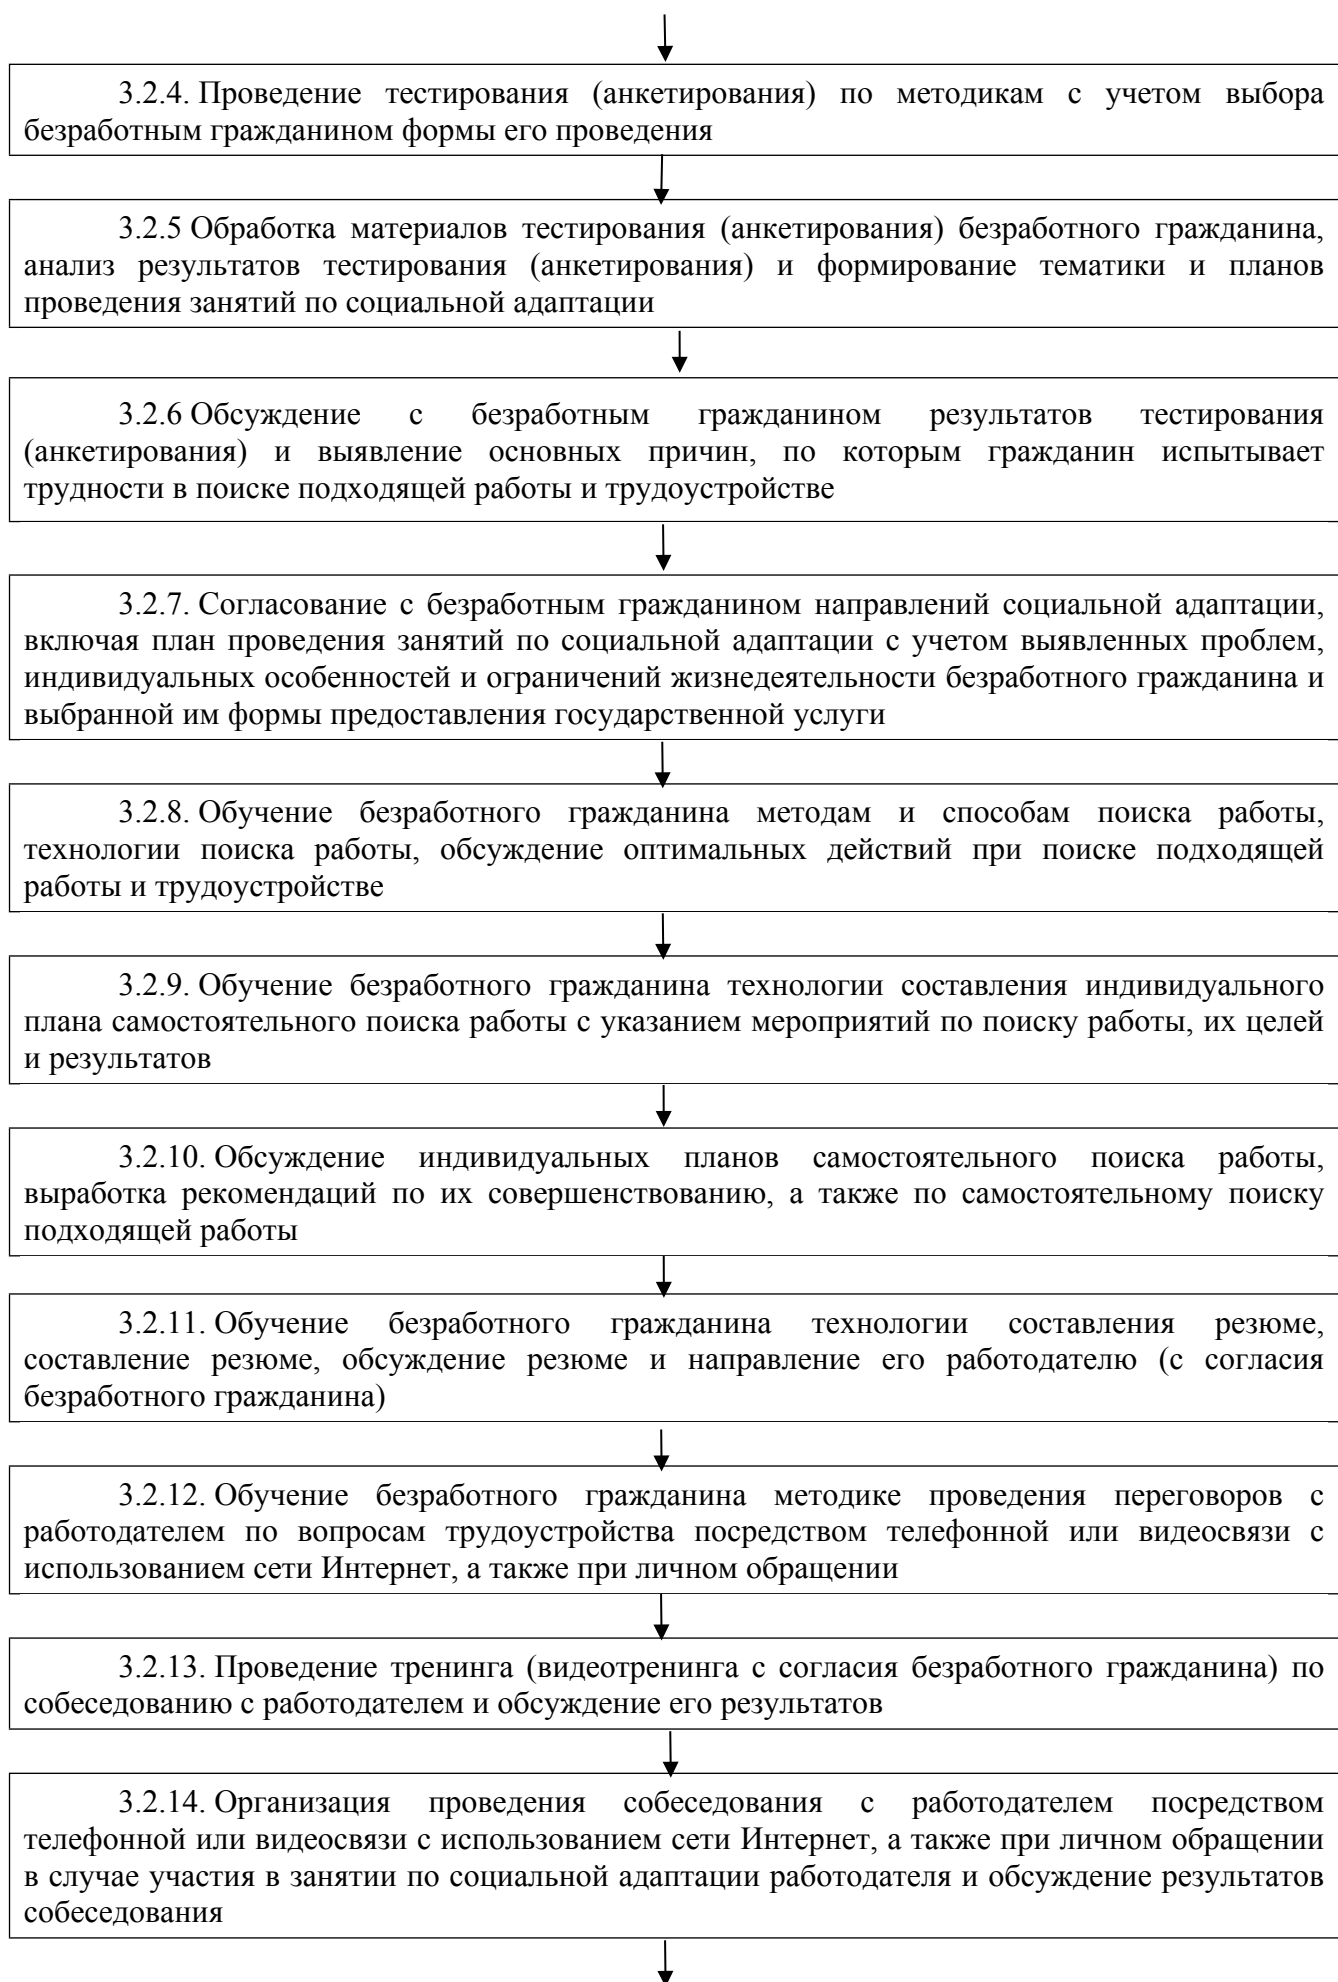 3.2.4. Проведение тестирования (анкетирования) по методикам с учетом выбора
безработным гражданином формы его проведения
3.2.5 Обработка материалов тестирования (анкетирования) безработного гражданина,
анализ результатов тестирования (анкетирования) и формирование тематики и планов
проведения занятий по социальной адаптации
3.2.6 Обсуждение с безработным гражданином результатов тестирования
(анкетирования) и выявление основных причин, по которым гражданин испытывает
трудности в поиске подходящей работы и трудоустройстве
3.2.7. Согласование с безработным гражданином направлений социальной адаптации,
включая план проведения занятий по социальной адаптации с учетом выявленных проблем,
индивидуальных особенностей и ограничений жизнедеятельности безработного гражданина и
выбранной им формы предоставления государственной услуги
3.2.8. Обучение безработного гражданина методам и способам поиска работы,
технологии поиска работы, обсуждение оптимальных действий при поиске подходящей
работы и трудоустройстве
3.2.9. Обучение безработного гражданина технологии составления индивидуального
плана самостоятельного поиска работы с указанием мероприятий по поиску работы, их целей
и результатов
3.2.10. Обсуждение индивидуальных планов самостоятельного поиска работы,
выработка рекомендаций по их совершенствованию, а также по самостоятельному поиску
подходящей работы
3.2.11. Обучение безработного гражданина технологии составления резюме,
составление резюме, обсуждение резюме и направление его работодателю (с согласия
безработного гражданина)
3.2.12. Обучение безработного гражданина методике проведения переговоров с
работодателем по вопросам трудоустройства посредством телефонной или видеосвязи с
использованием сети Интернет, а также при личном обращении
3.2.13. Проведение тренинга (видеотренинга с согласия безработного гражданина) по
собеседованию с работодателем и обсуждение его результатов
3.2.14. Организация проведения собеседования с работодателем посредством
телефонной или видеосвязи с использованием сети Интернет, а также при личном обращении
в случае участия в занятии по социальной адаптации работодателя и обсуждение результатов
собеседования